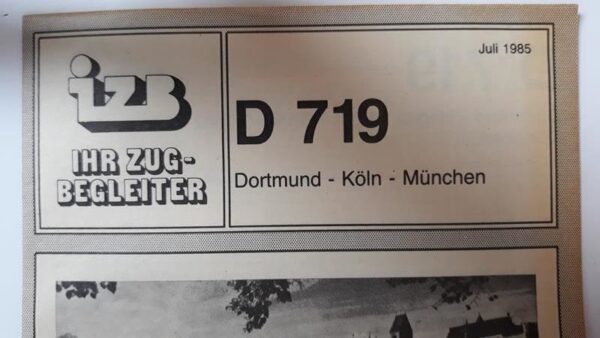 izb
IHR ZUG-
BEGLEITER
Juli 1985
D 719
Dortmund - Köln - München